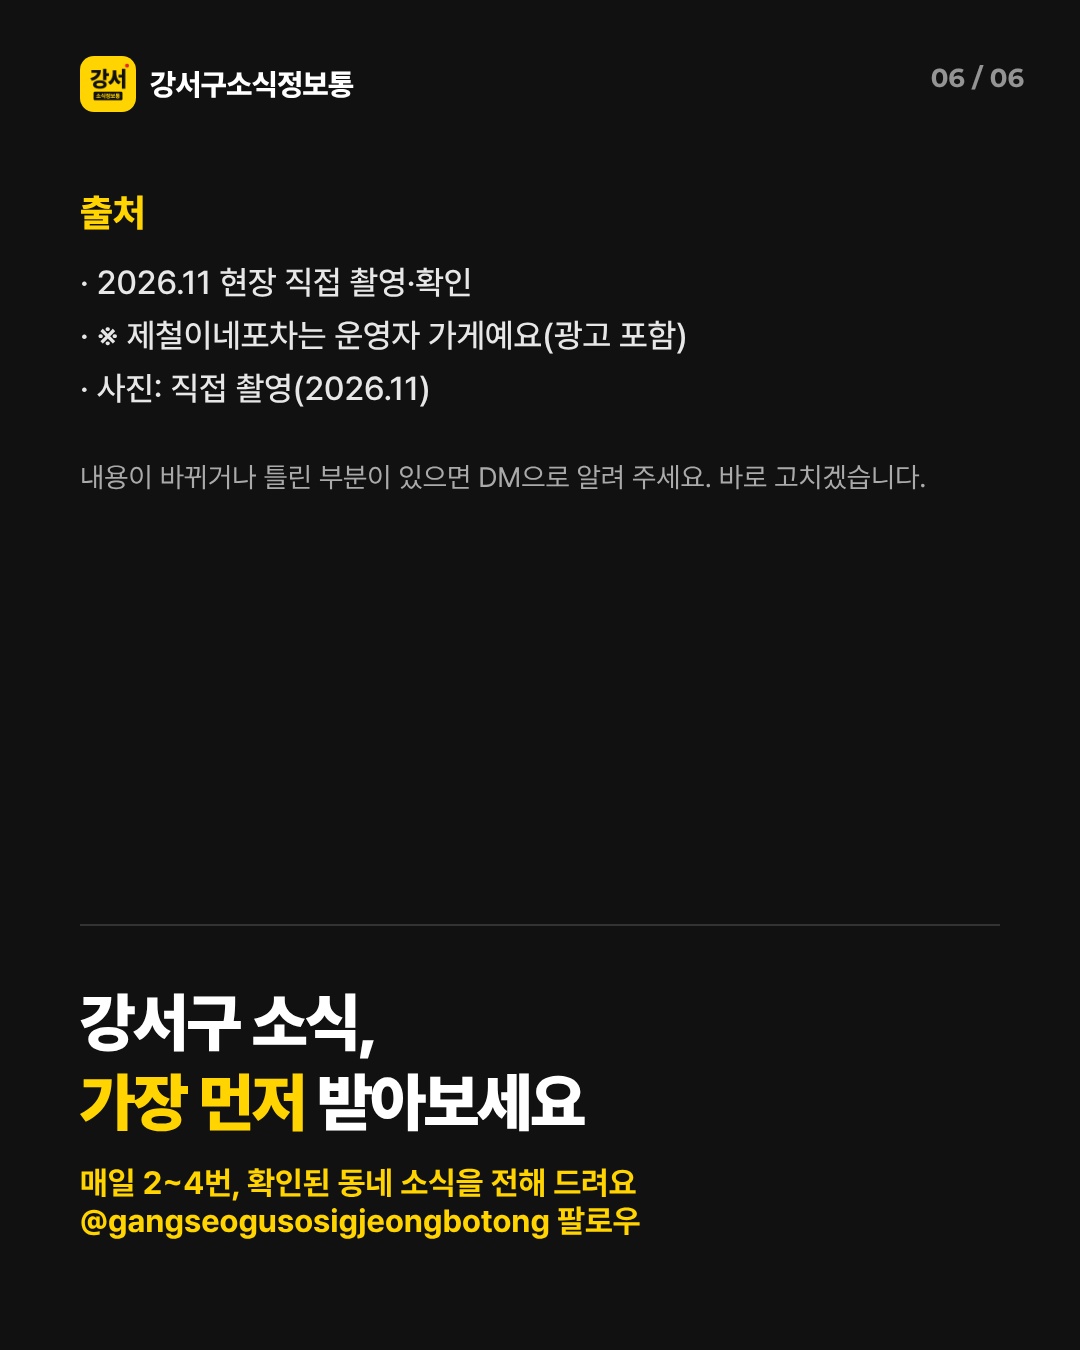 강서
소식정보통
강서구소식정보통
06 / 06
출처
· 2026.11 현장 직접 촬영·확인
· ※ 제철이네포차는 운영자 가게예요(광고 포함)
· 사진: 직접 촬영(2026.11)
내용이 바뀌거나 틀린 부분이 있으면 DM으로 알려 주세요. 바로 고치겠습니다.
강서구 소식,
가장 먼저 받아보세요
매일 2~4번, 확인된 동네 소식을 전해 드려요
@gangseogusosigjeongbotong 팔로우